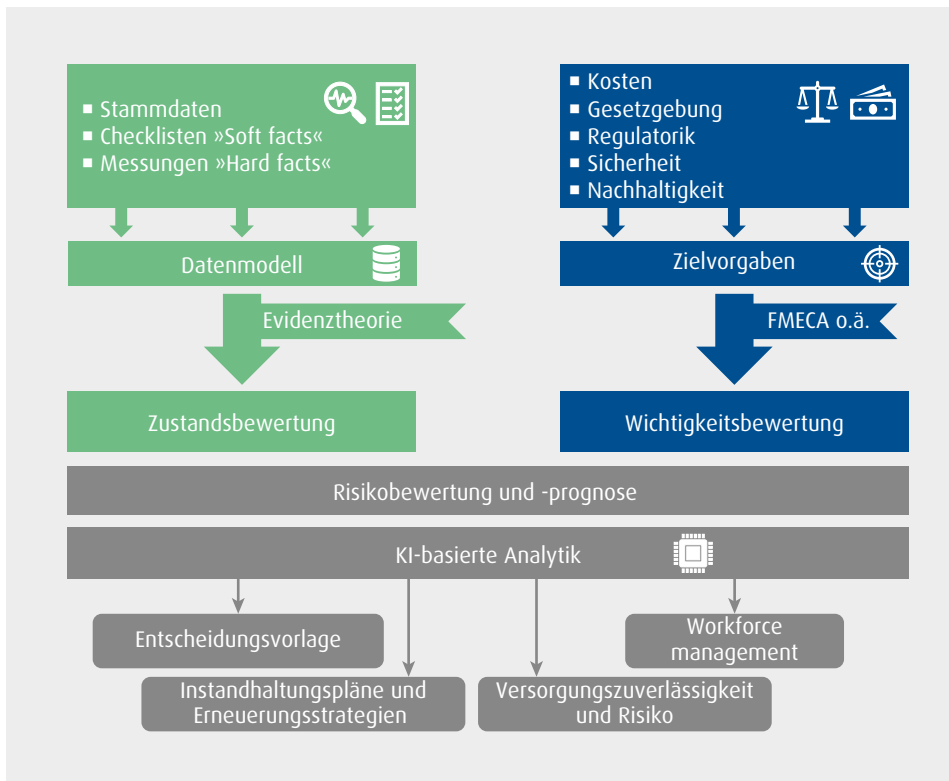 ▪ Stammdaten
▪ Checklisten »Soft facts«
▪ Messungen »Hard facts«
Datenmodell
Evidenztheorie
Zustandsbewertung
▪ Kosten
▪ Gesetzgebung
▪ Regulatorik
▪ Sicherheit
▪ Nachhaltigkeit
Zielvorgaben
FMECA o.ä.
Wichtigkeitsbewertung
Risikobewertung und -prognose
KI-basierte Analytik
Entscheidungsvorlage
Instandhaltungspläne und
Erneuerungsstrategien
Versorgungszuverlässigkeit
und Risiko
Workforce
management